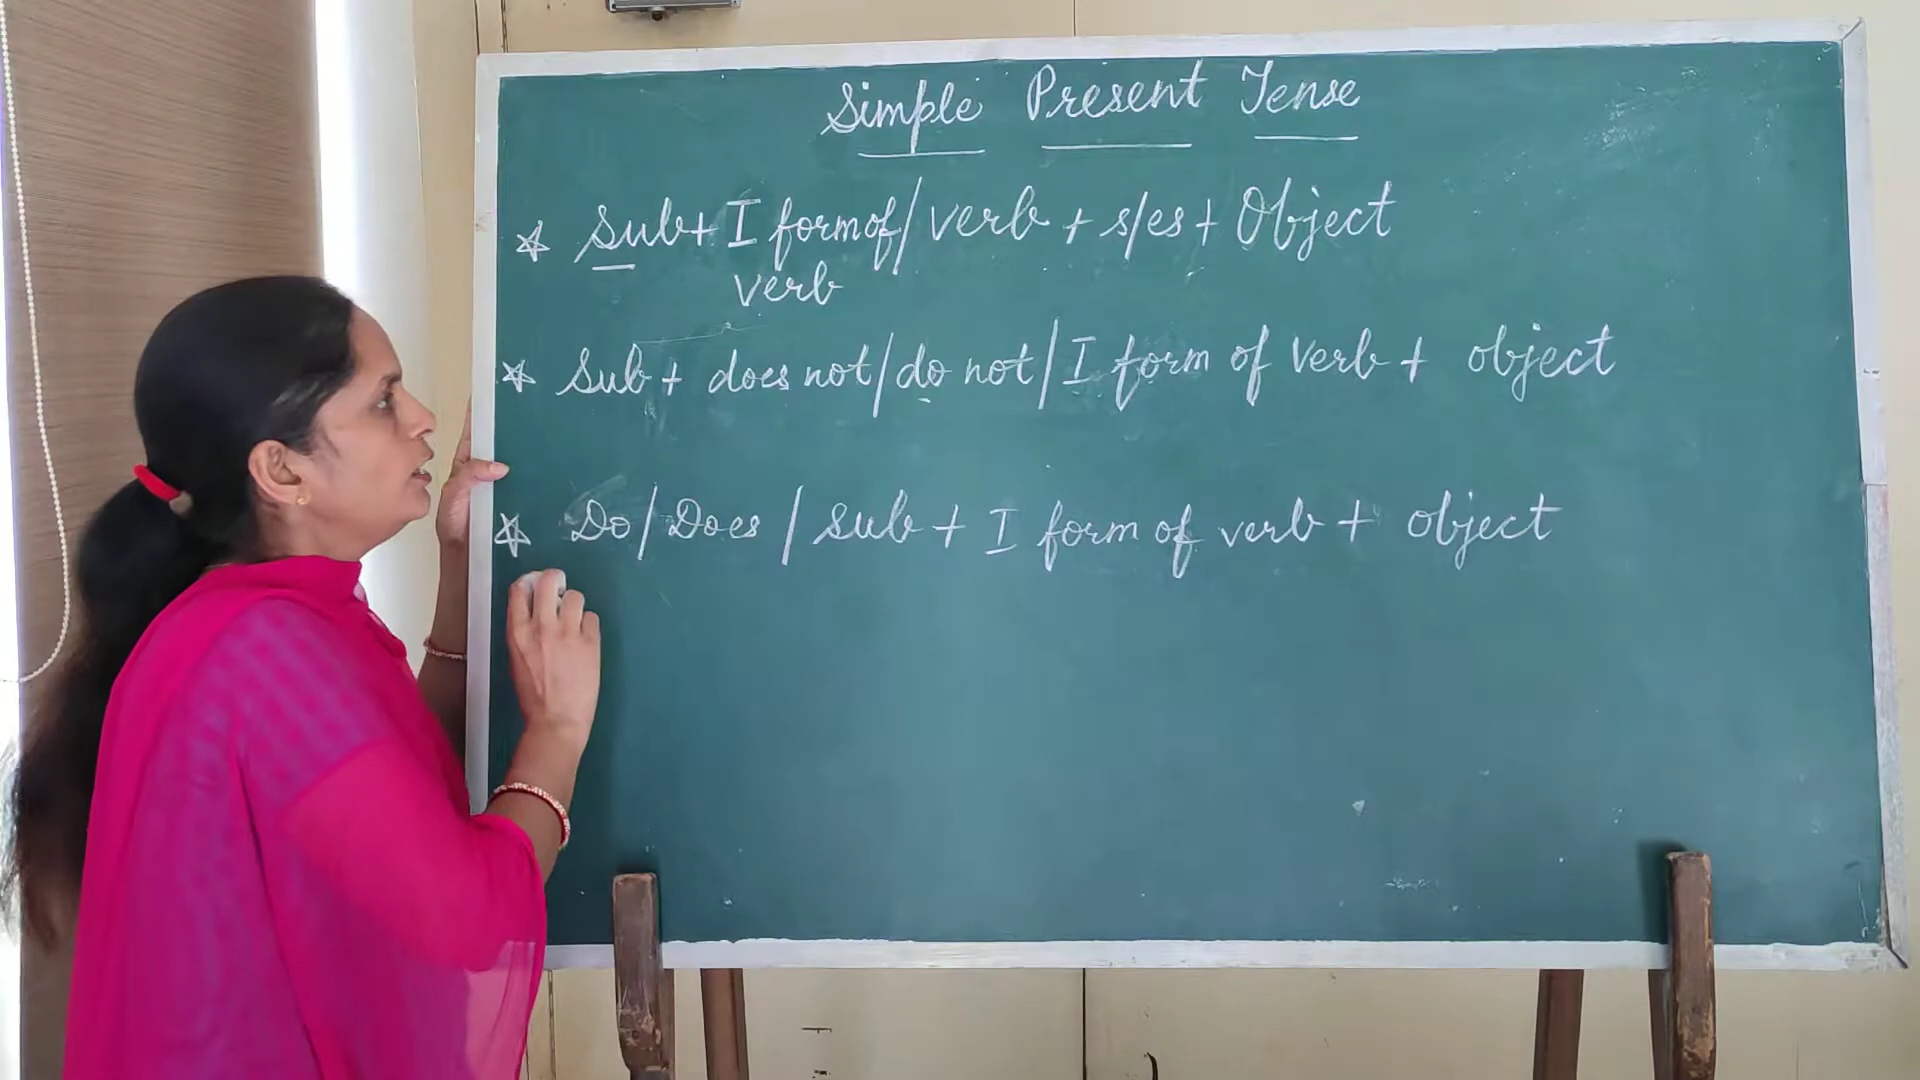 Simple Present Tense
☆ Sub + I form of / verb + s/es + Object
verb
☆ Sub + does not / do not / I form of verb + object
☆ Do / Does / sub + I form of verb + object